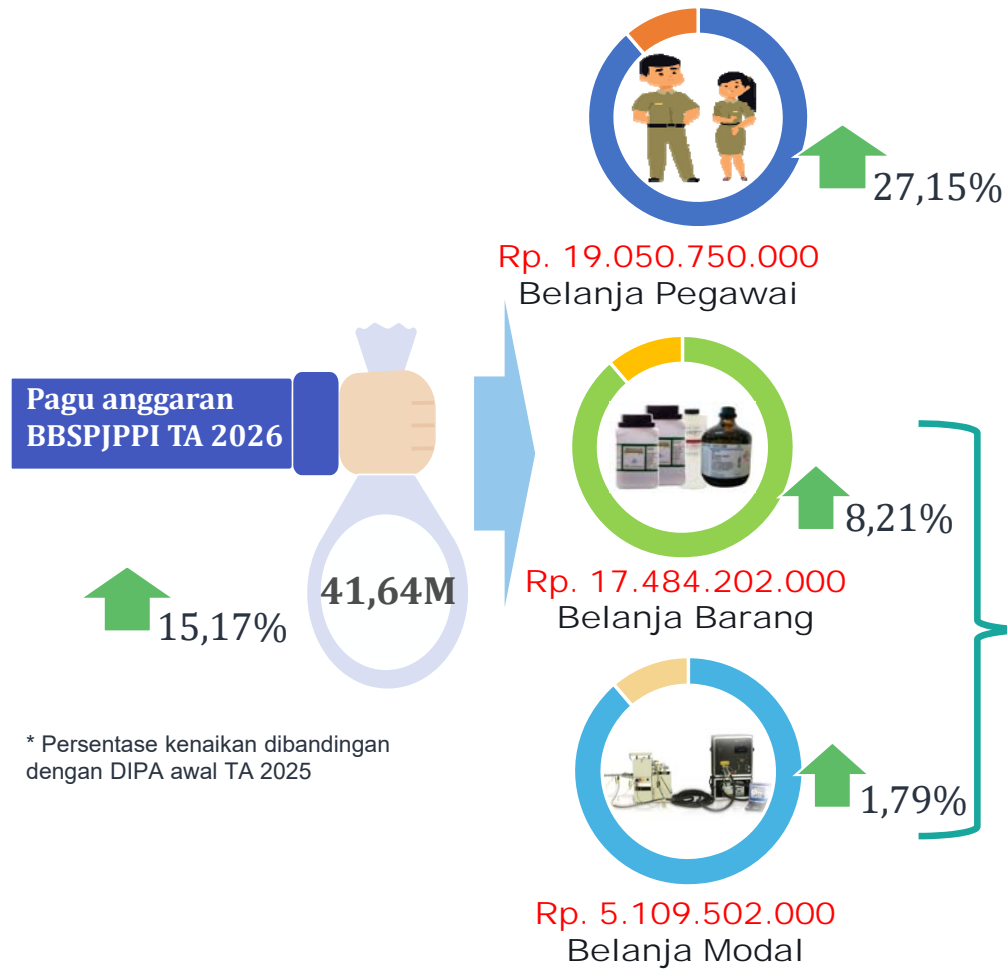 27,15%
Rp. 19.050.750.000
Belanja Pegawai
Pagu anggaran
BBSPJPPI TA 2026
41,64M
15,17%
* Persentase kenaikan dibandingan
dengan DIPA awal TA 2025
8,21%
Rp. 17.484.202.000
Belanja Barang
1,79%
Rp. 5.109.502.000
Belanja Modal